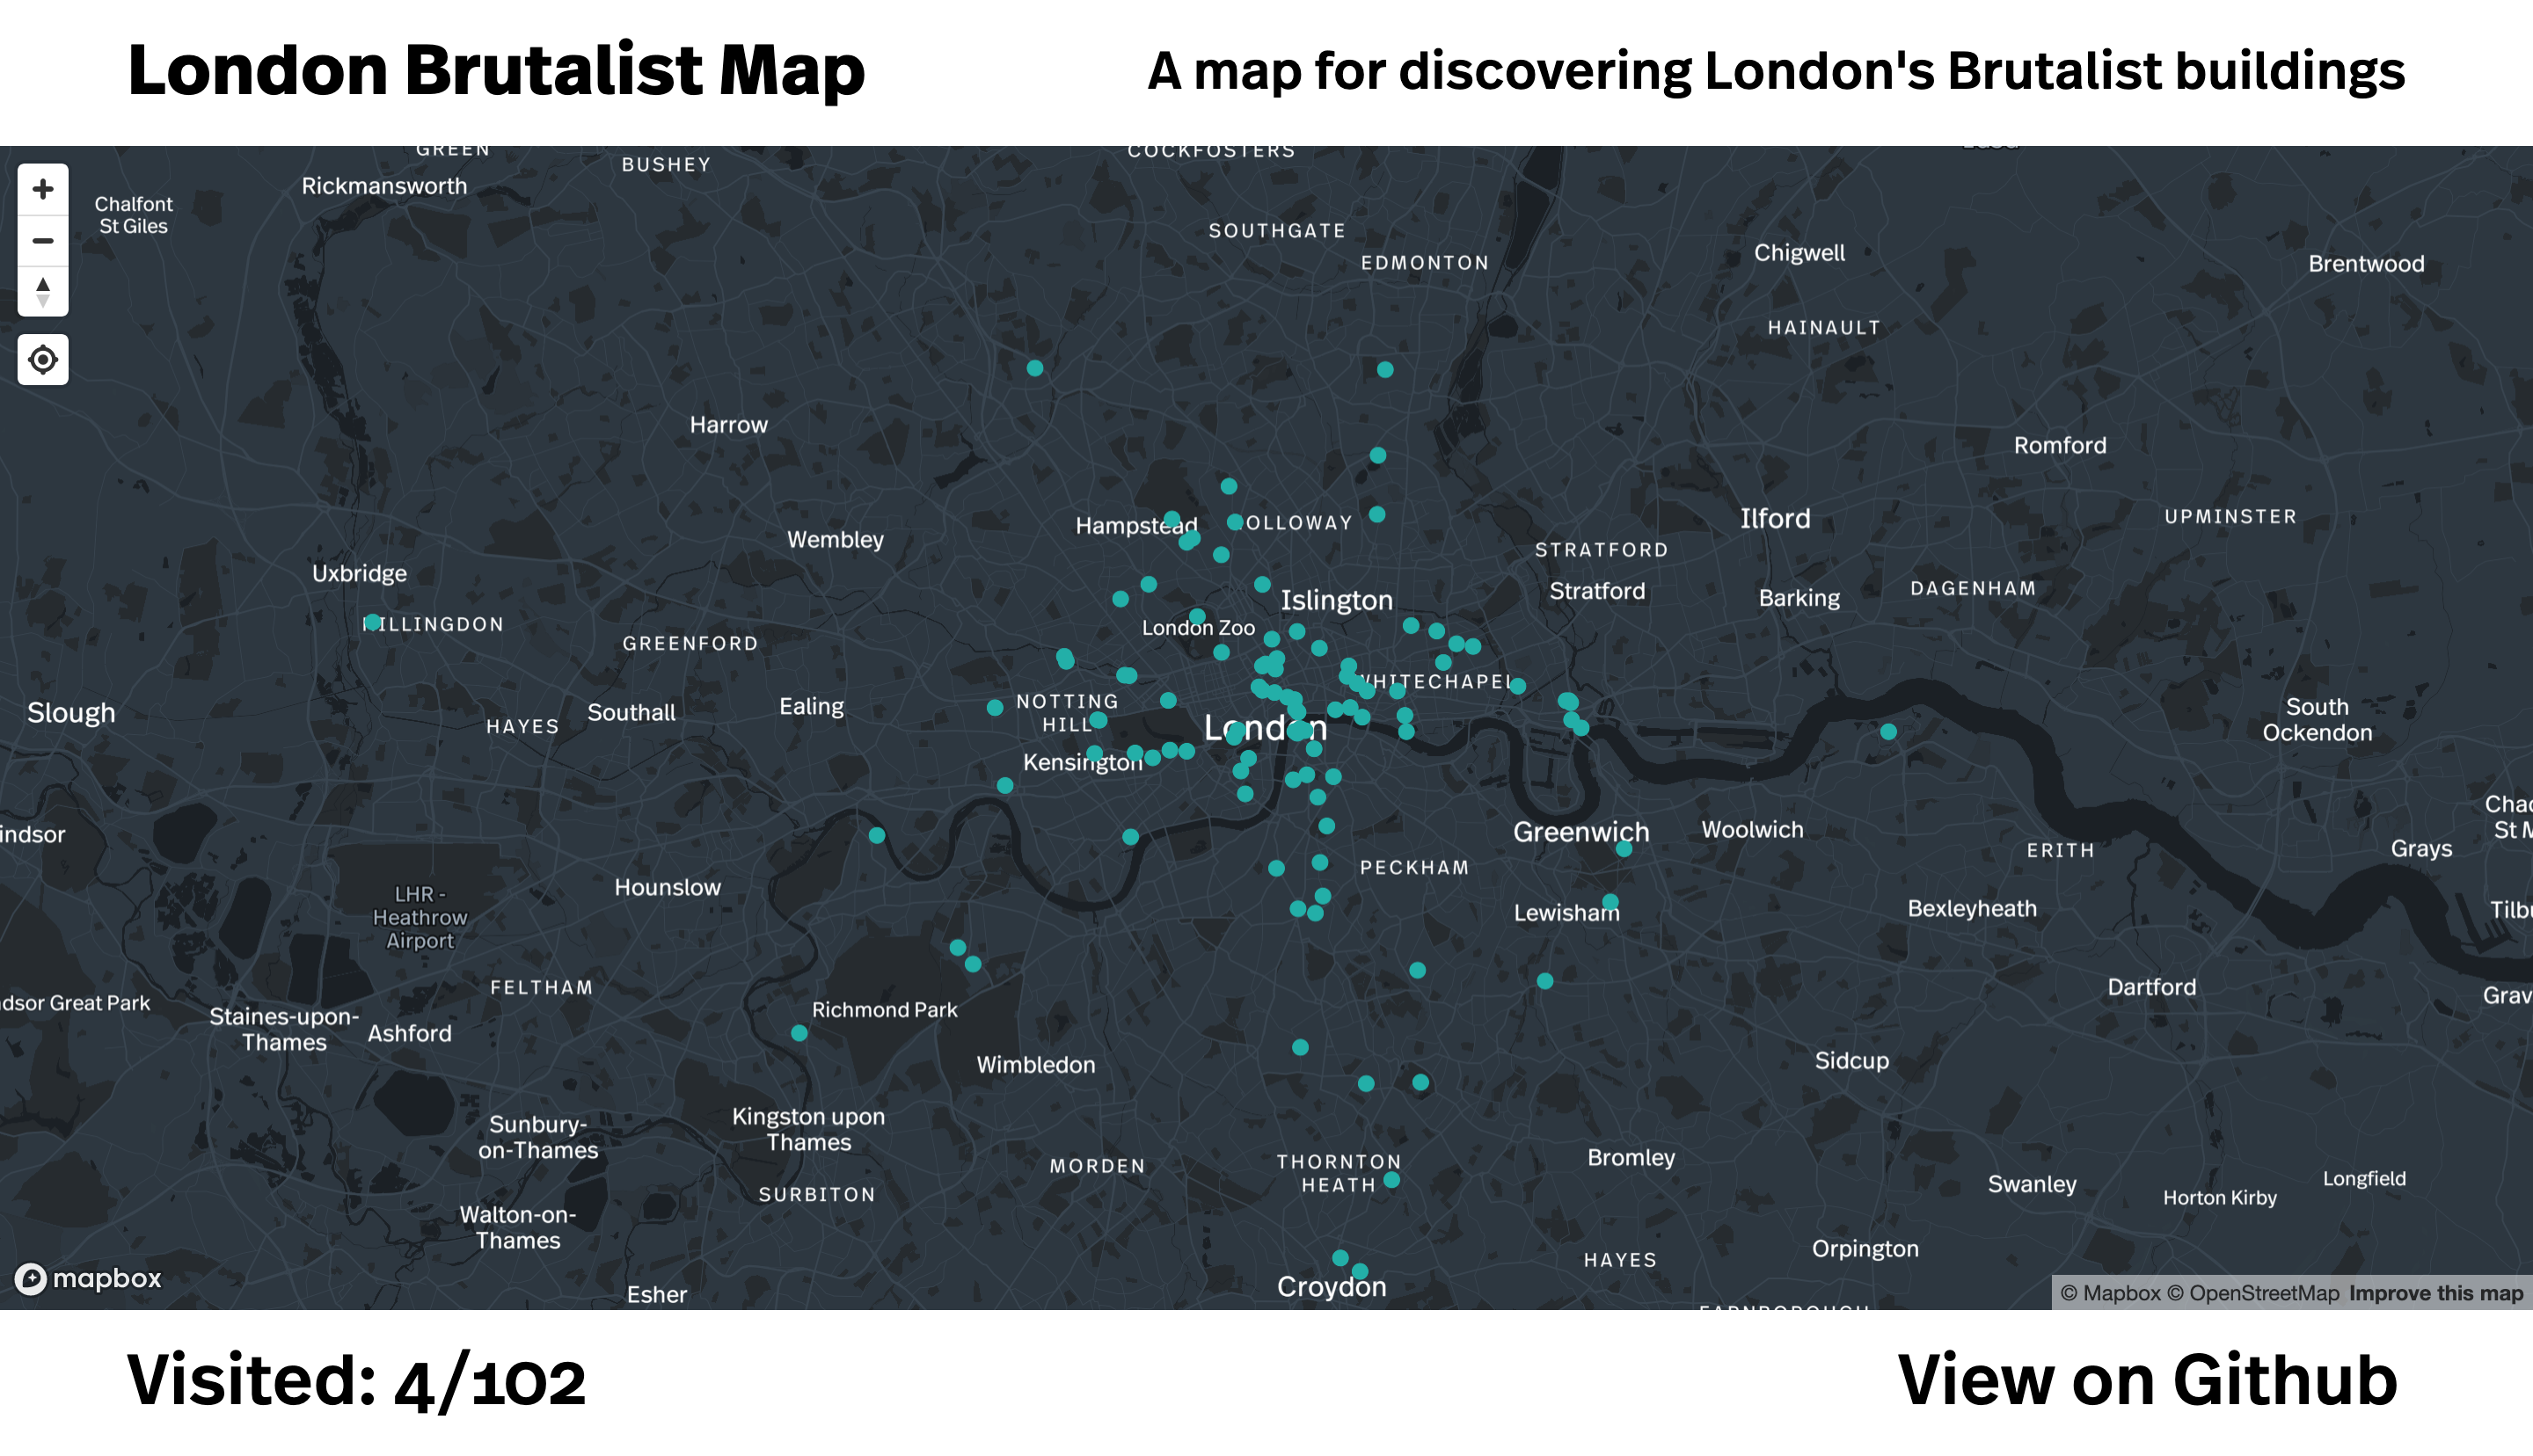 London Brutalist Map
A map for discovering London's Brutalist buildings
GREEN
BUSHEY
COCKFOSTERS
Rickmansworth
Chalfont
St Giles
SOUTHGATE
EDMONTON
Chigwell
Brentwood
HAINAULT
Harrow
Romford
Hampstead
OLLOWAY
Ilford
UPMINSTER
Wembley
STRATFORD
Uxbridge
Stratford
Barking
DAGENHAM
Islington
ILLINGDON
London Zoo
GREENFORD
WHITECHAPEL
NOTTING
HILL
Slough
HAYES
Southall
Ealing
London
South
Ockendon
Kensington
indsor
Greenwich
Woolwich
Chad
St M
ERITH
Grays
PECKHAM
Hounslow
LHR -
Heathrow
Airport
Lewisham
Bexleyheath
Tilbu
FELTHAM
Dartford
Grav
dsor Great Park
Richmond Park
Staines-upon-
Thames
Ashford
Wimbledon
Sidcup
Sunbury-
on-Thames
Kingston upon
Thames
MORDEN
THORNTON
HEATH
Bromley
SURBITON
Swanley
Horton Kirby
Longfield
Walton-on-
Thames
HAYES
Orpington
mapbox
Esher
Croydon
© Mapbox © OpenStreetMap Improve this map
FARNBOROUGH
Visited: 4/102
View on Github